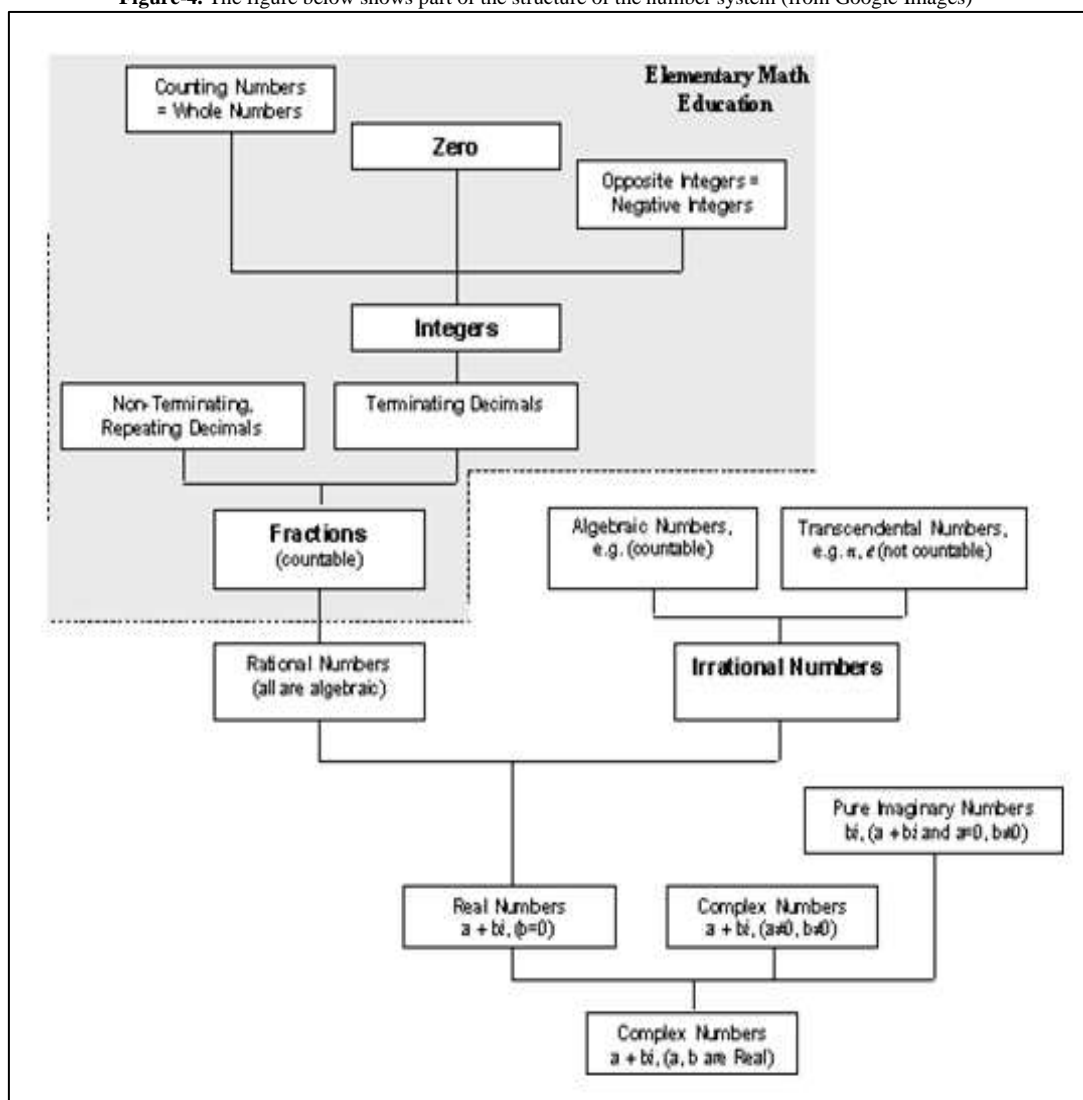 Figure-4. The figure below shows part of the structure of the number system (from Google Images)
Elementary Math
Education
Counting Numbers
= Whole Numbers
Zero
Opposite Integers =
Negative Integers
Integers
Non-Terminating,
Repeating Decimals
Terminating Decimals
Fractions
(countable)
Algebraic Numbers,
e.g. (countable)
Transcendental Numbers,
e.g. π, e (not countable)
Rational Numbers
(all are algebraic)
Irrational Numbers
Pure Imaginary Numbers
bi, (a + bi and a=0, b≠0)
Real Numbers
a + bi, (b=0)
Complex Numbers
a + bi, (a≠0, b≠0)
Complex Numbers
a + bi, (a, b are Real)